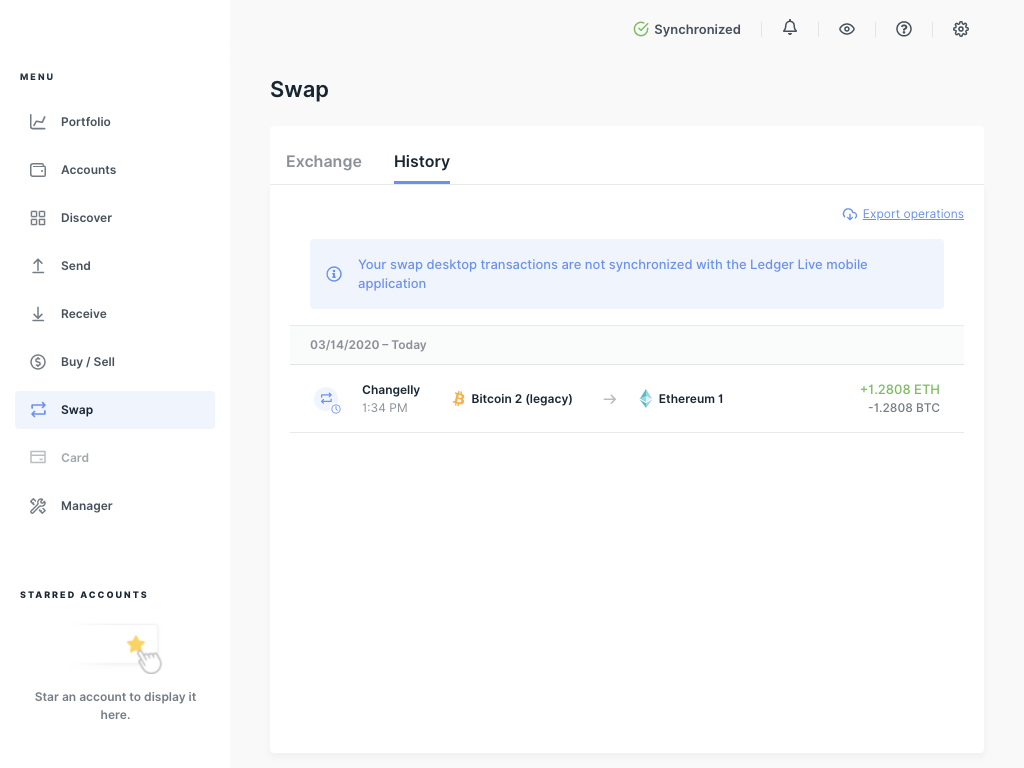 Synchronized
MENU
Portfolio
Accounts
Discover
Send
Receive
Buy / Sell
Swap
Card
Manager
STARRED ACCOUNTS
Star an account to display it
here.
Swap
Exchange
History
Export operations
Your swap desktop transactions are not synchronized with the Ledger Live mobile
application
03/14/2020 – Today
Changelly
1:34 PM
Bitcoin 2 (legacy)
Ethereum 1
+1.2808 ETH
-1.2808 BTC